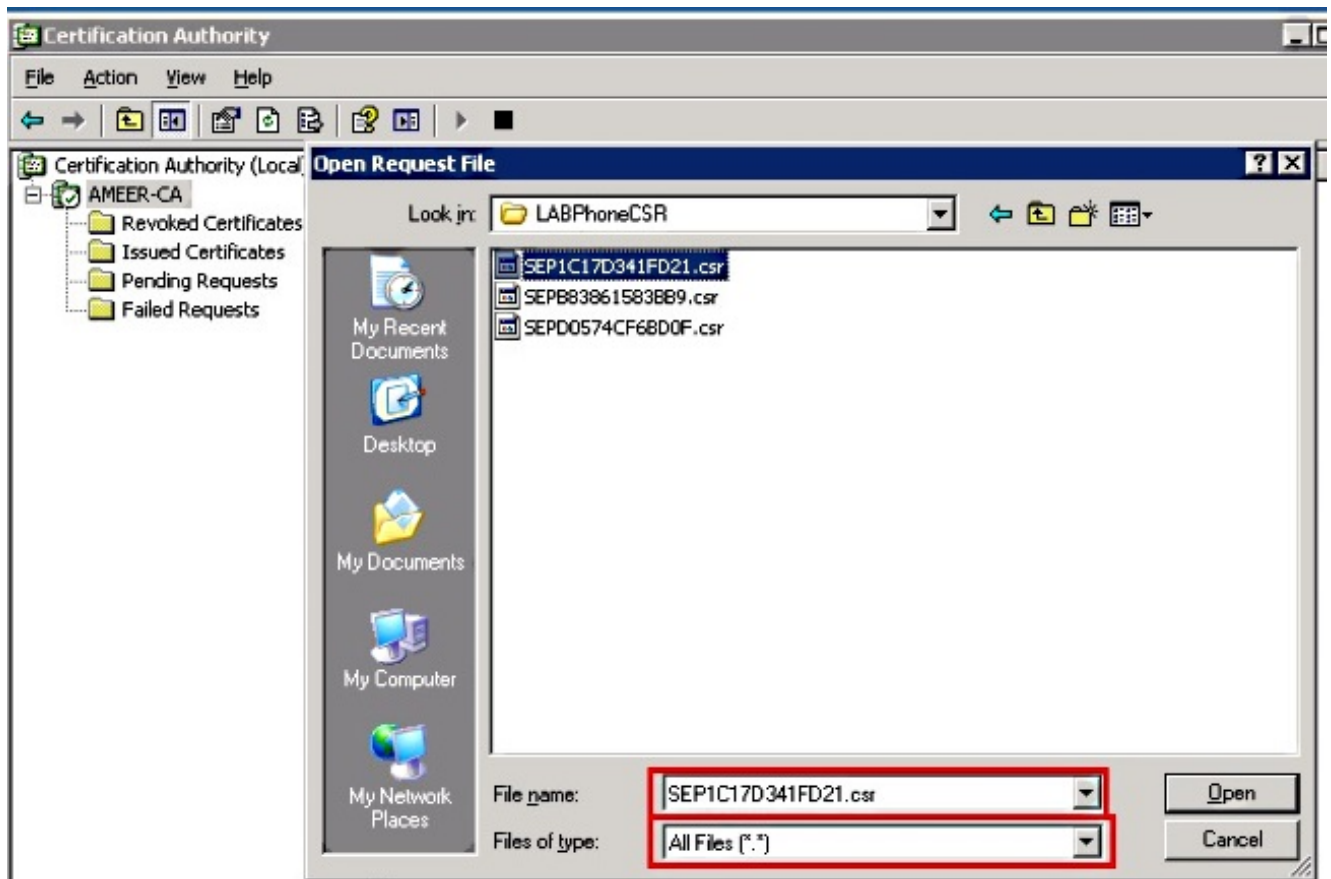 Certification Authority
File Action View Help
Certification Authority (Local)
AMEER-CA
Revoked Certificates
Issued Certificates
Pending Requests
Failed Requests
Open Request File
Look in:
LABPhoneCSR
SEP1C17D341FD21.csr
SEPB83861583BB9.csr
SEPD0574CF6BD0F.csr
My Recent
Documents
Desktop
My Documents
My Computer
My Network
Places
File name:
SEP1C17D341FD21.csr
Open
Files of type:
All Files (*.*)
Cancel